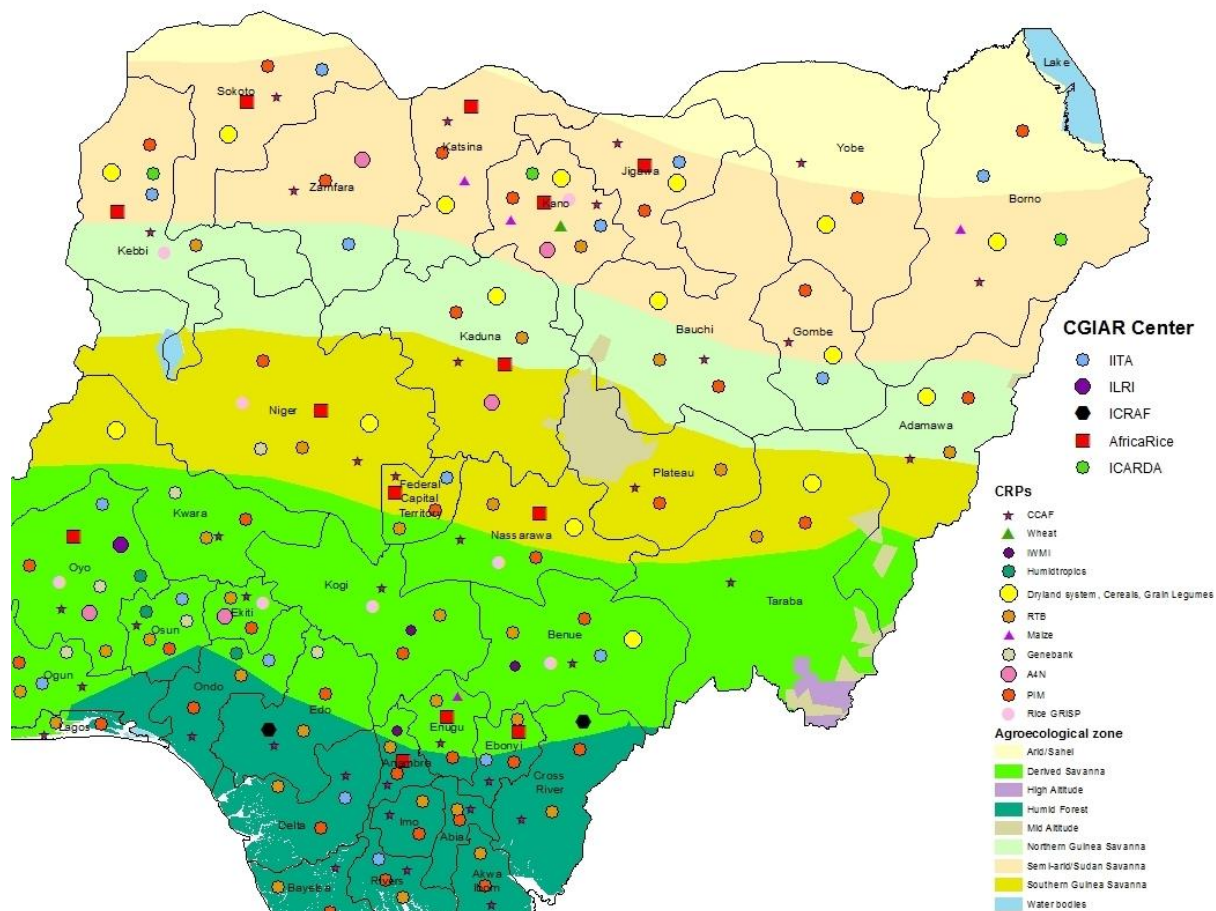 Lake
Sokoto
Katsina
Yobe
Jigawa
Zamfara
Kano
Borno
Kebbi
Kaduna
Bauchi
Gombe
Niger
Adamawa
Plateau
Federal
Capital
Territory
Kwara
Nassarawa
Oyo
Kogi
Taraba
Ekiti
Osun
Benue
Ogun
Ondo
Edo
Lagos
Enugu
Ebonyi
Anambra
Cross
River
Delta
Imo
Abia
Akwa
Ibom
Rivers
Bayelsa
CGIAR Center
IITA
ILRI
ICRAF
AfricaRice
ICARDA
CRPs
CCAF
Wheat
IWMI
Humidtropics
Dryland system, Cereals, Grain Legumes
RTB
Maize
Genebank
A4N
PIM
Rice GRISP
Agroecological zone
Arid/Sahel
Derived Savanna
High Altitude
Humid Forest
Mid Altitude
Northern Guinea Savanna
Semi-arid/Sudan Savanna
Southern Guinea Savanna
Water bodies